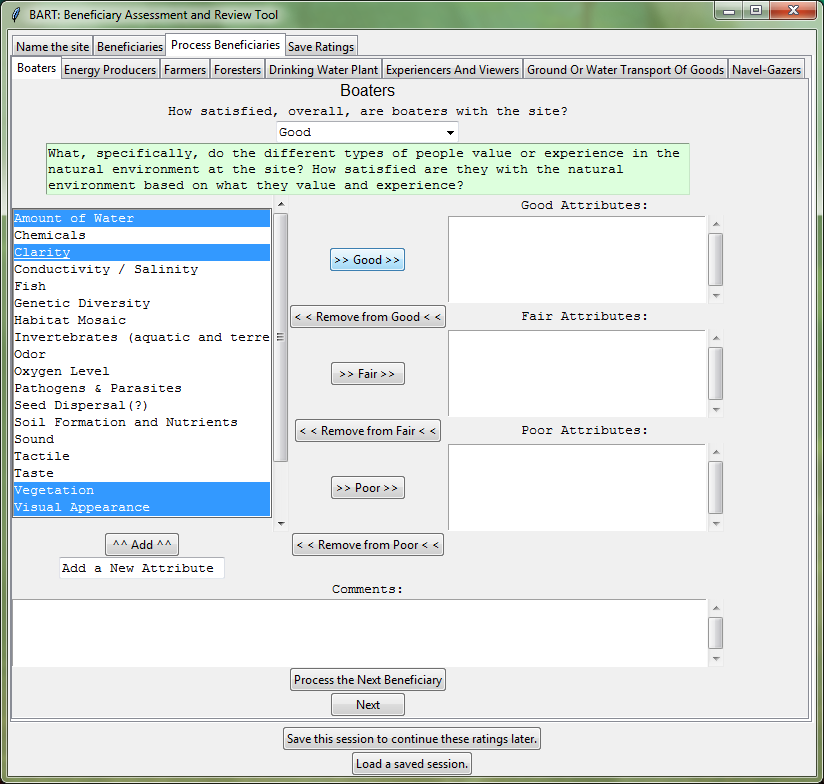 BART: Beneficiary Assessment and Review Tool
Name the site Beneficiaries Process Beneficiaries Save Ratings
Boaters Energy Producers Farmers Foresters Drinking Water Plant Experiencers And Viewers Ground Or Water Transport Of Goods Navel-Gazers
Boaters
How satisfied, overall, are boaters with the site?
Good
What, specifically, do the different types of people value or experience in the
natural environment at the site? How satisfied are they with the natural
environment based on what they value and experience?
Amount of Water
Chemicals
Clarity
Conductivity / Salinity
Fish
Genetic Diversity
Habitat Mosaic
Invertebrates (aquatic and terre
Odor
Oxygen Level
Pathogens & Parasites
Seed Dispersal(?)
Soil Formation and Nutrients
Sound
Tactile
Taste
Vegetation
Visual Appearance
^^ Add ^^
Add a New Attribute
>> Good >>
< < Remove from Good < <
>> Fair >>
< < Remove from Fair < <
>> Poor >>
< < Remove from Poor < <
Good Attributes:
Fair Attributes:
Poor Attributes:
Comments:
Process the Next Beneficiary
Next
Save this session to continue these ratings later.
Load a saved session.